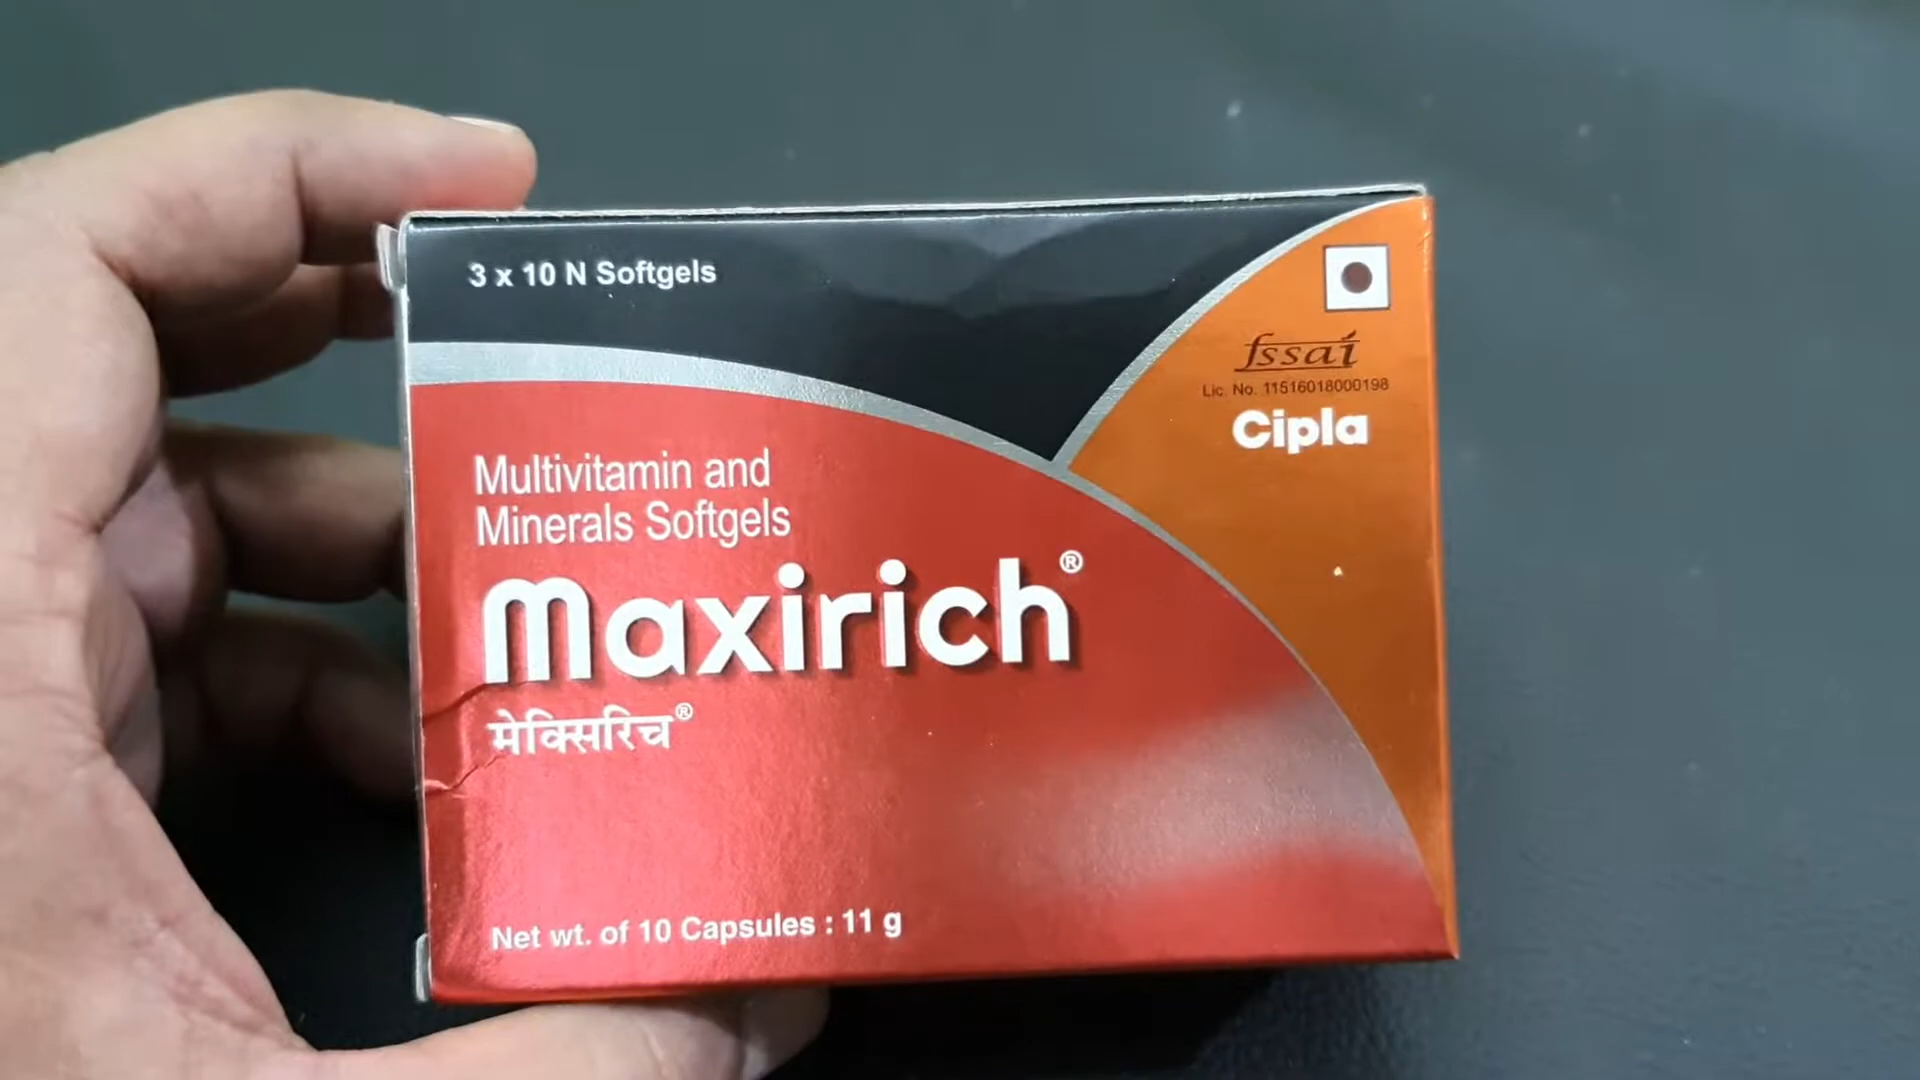 3 x 10 N Softgels
fssai
Lic. No. 11516018000198
Cipla
Multivitamin and
Minerals Softgels
Maxirich®
मेक्सिरिच®
Net wt. of 10 Capsules : 11 g